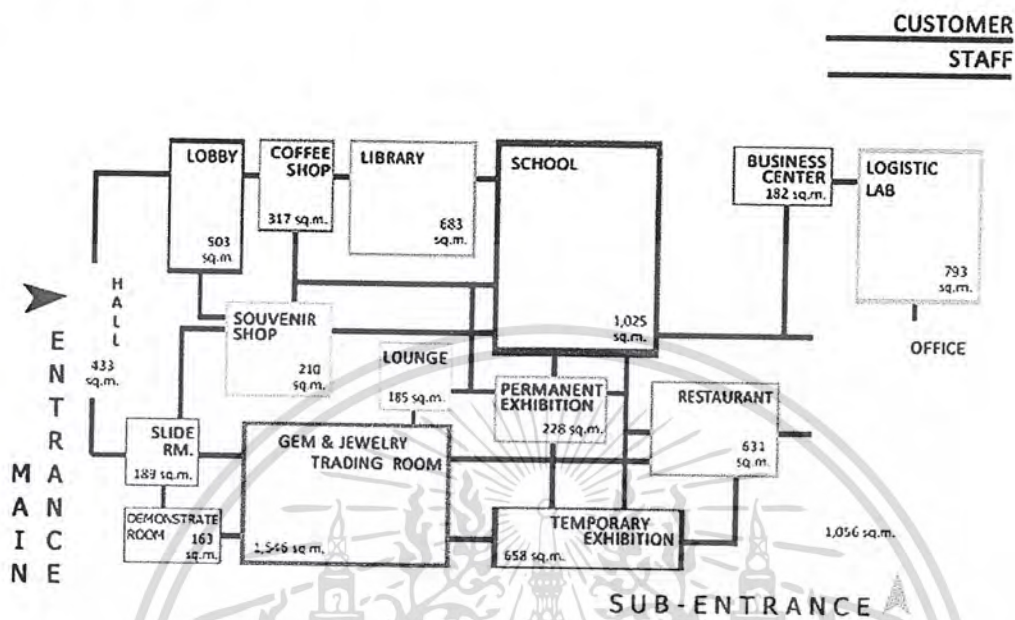 CUSTOMER
STAFF
LOBBY
503
sq.m.
COFFEE
SHOP
317 sq.m.
LIBRARY
683
sq.m.
SCHOOL
1,025
sq.m.
BUSINESS
CENTER
182 sq.m.
LOGISTIC
LAB
793
sq.m.
OFFICE
HALL
433
sq.m.
MAIN
ENTRANCE
SOUVENIR
SHOP
210
sq.m.
LOUNGE
185 sq.m.
PERMANENT
EXHIBITION
228 sq.m.
RESTAURANT
631
sq.m.
SLIDE
RM.
189 sq.m.
GEM & JEWELRY
TRADING ROOM
1,546 sq m.
DEMONSTRATE
ROOM
163
sq.m.
TEMPORARY
EXHIBITION
658 sq.m.
1,056 sq.m.
SUB-ENTRANCE